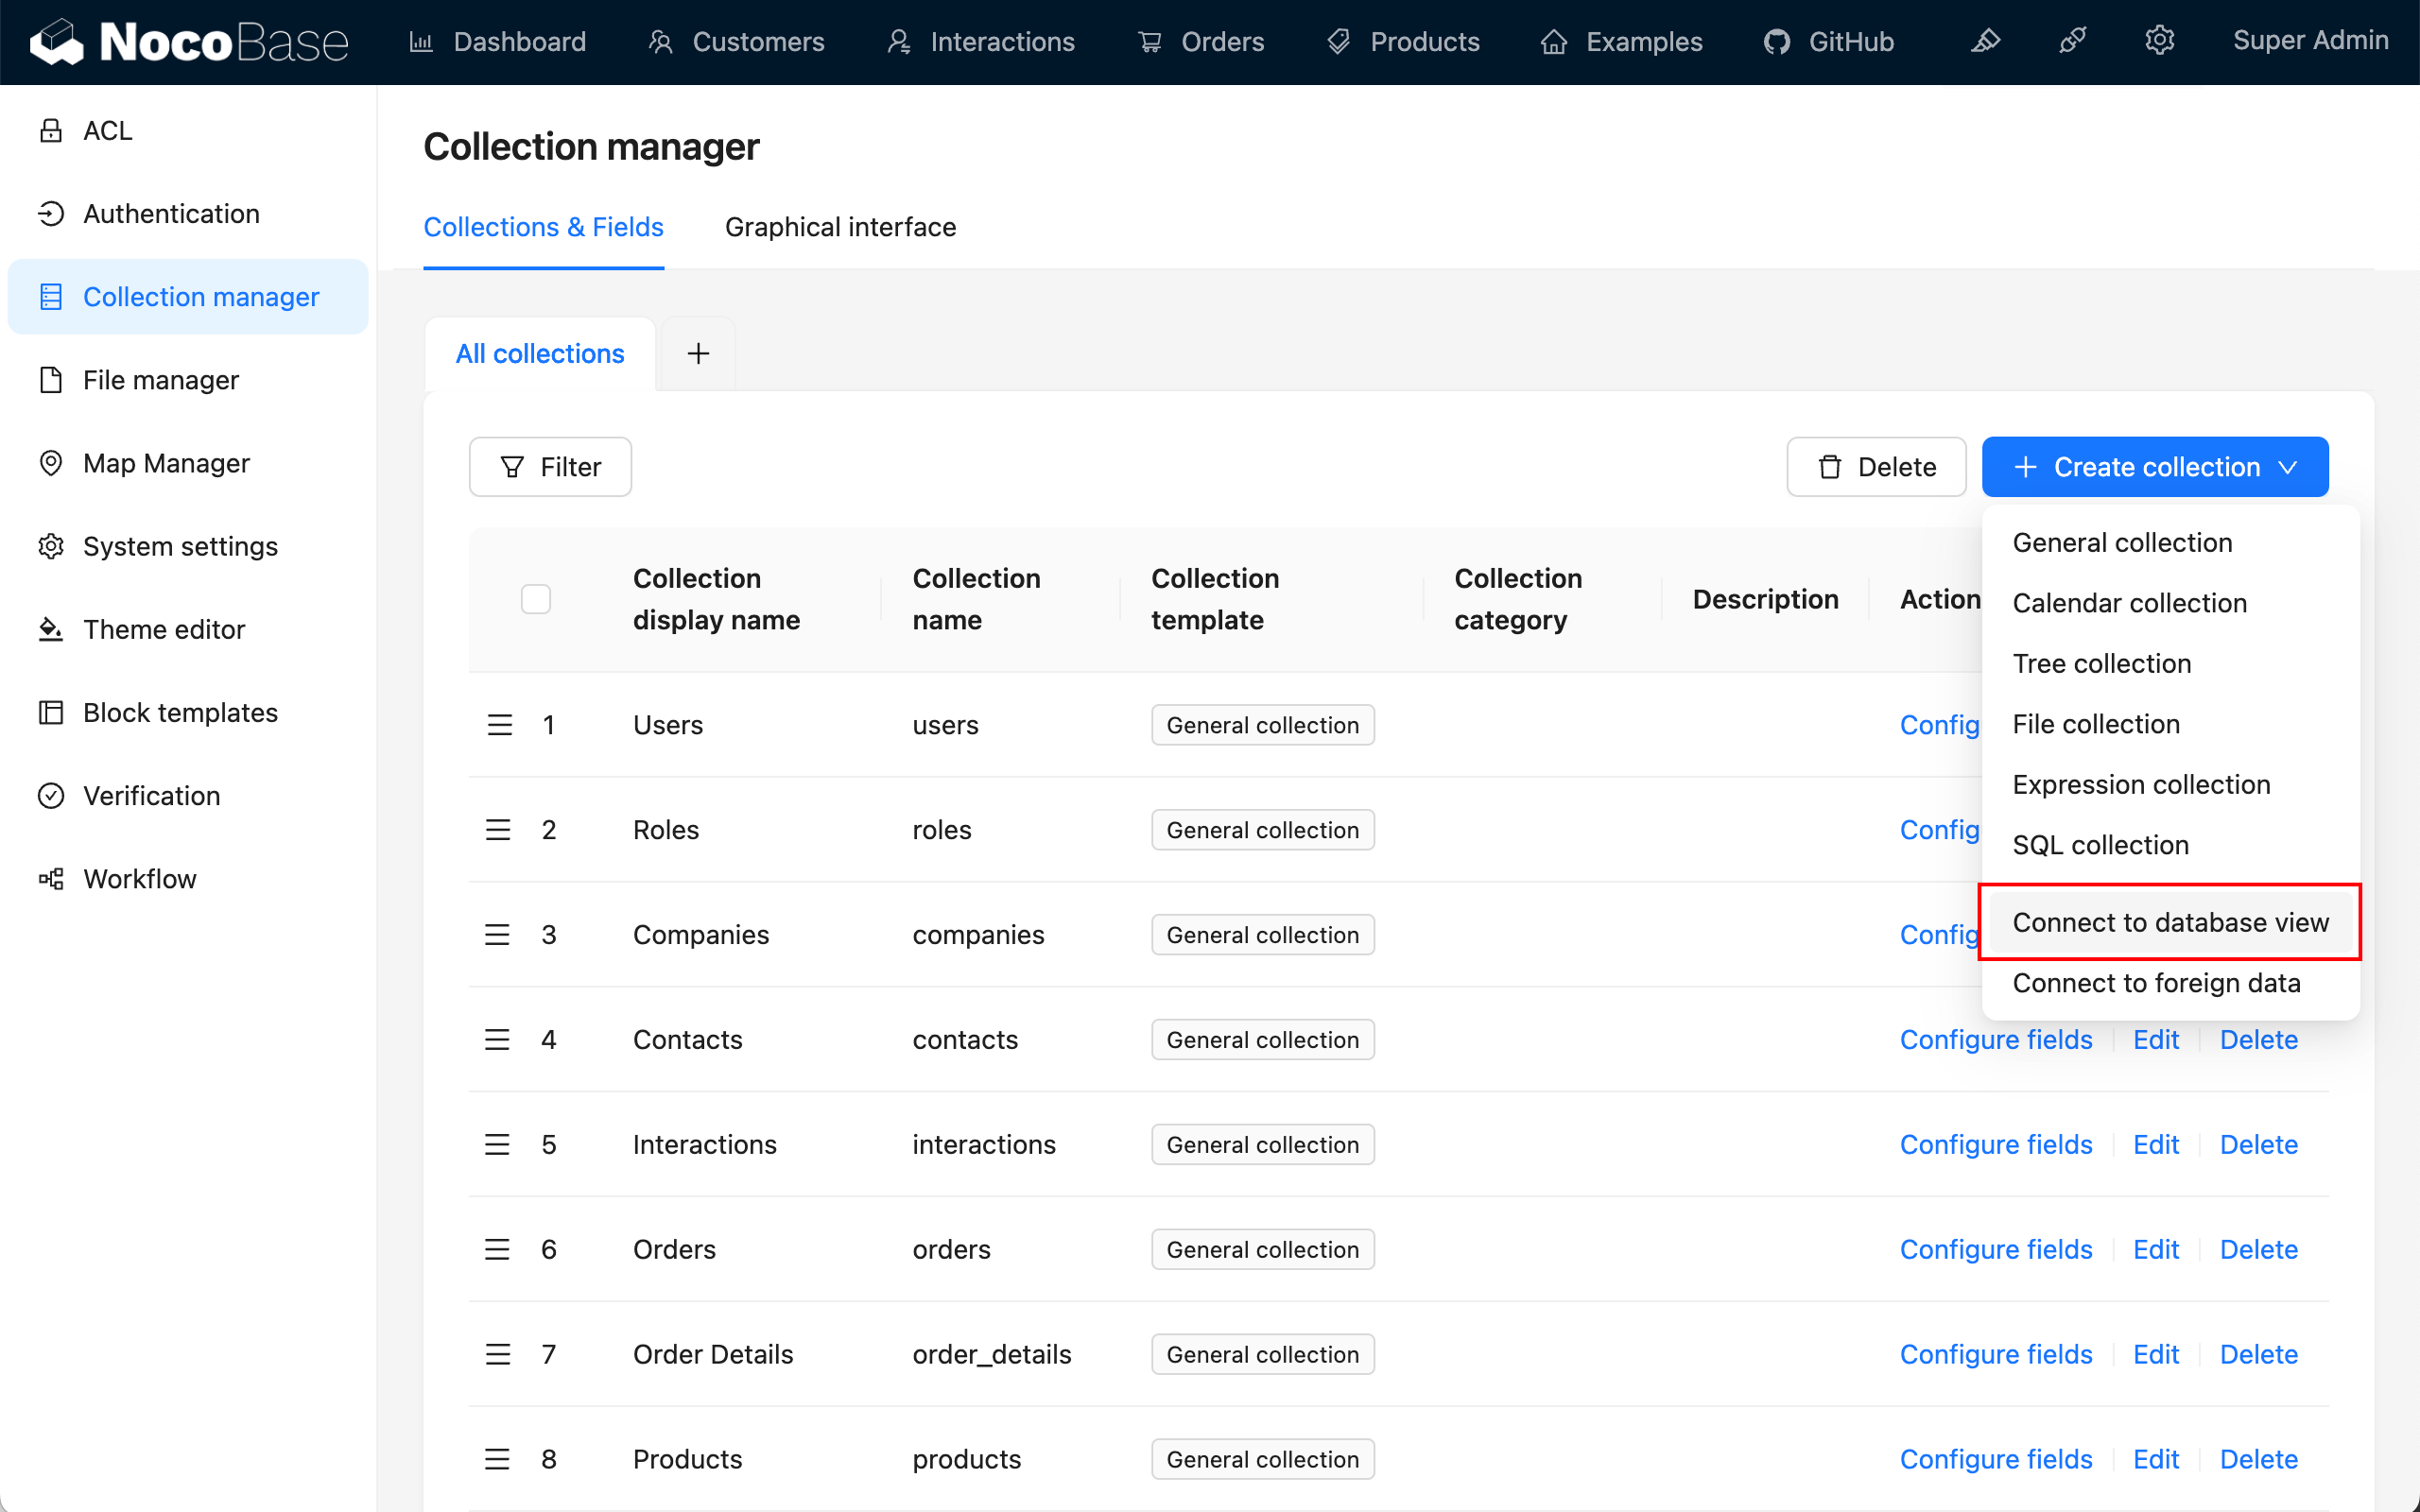 NocoBase Dashboard Customers Interactions Orders Products Examples GitHub Super Admin
ACL
Authentication
Collection manager
File manager
Map Manager
System settings
Theme editor
Block templates
Verification
Workflow
Collection manager
Collections & Fields Graphical interface
All collections
Filter Delete Create collection
General collection
Calendar collection
Tree collection
File collection
Expression collection
SQL collection
Connect to database view
Connect to foreign data
Collection display name Collection name Collection template Collection category Description Action
1 Users users General collection Config
2 Roles roles General collection Config
3 Companies companies General collection Config
4 Contacts contacts General collection Configure fields Edit Delete
5 Interactions interactions General collection Configure fields Edit Delete
6 Orders orders General collection Configure fields Edit Delete
7 Order Details order_details General collection Configure fields Edit Delete
8 Products products General collection Configure fields Edit Delete